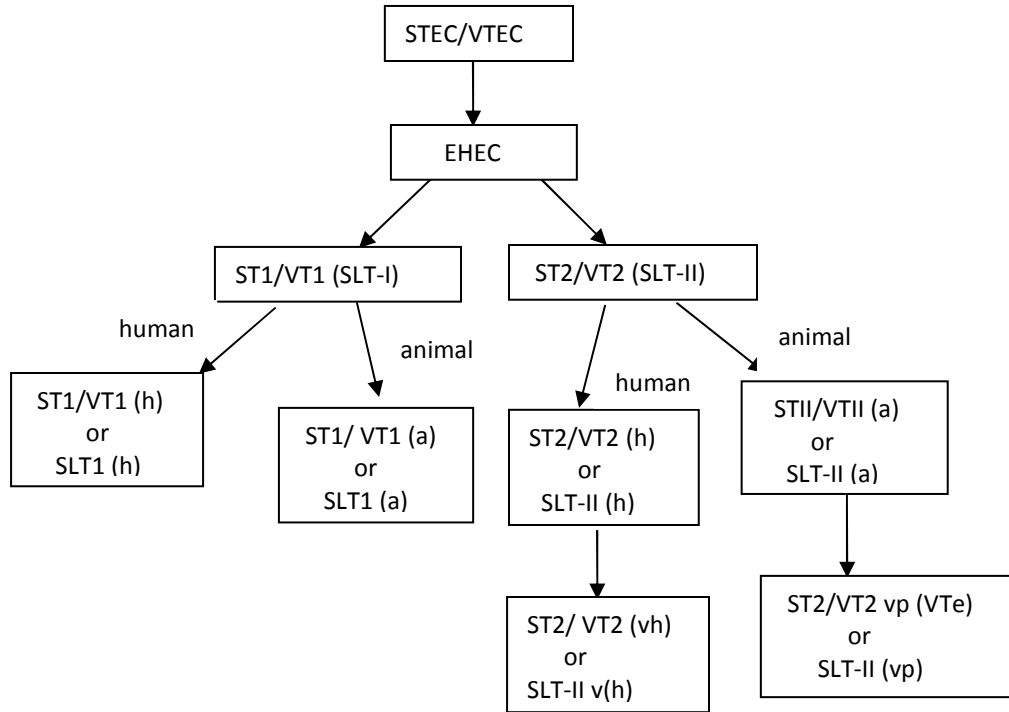 STEC/VTEC
EHEC
ST1/VT1 (SLT-I)
ST2/VT2 (SLT-II)
human
animal
human
animal
ST1/VT1 (h)
or
SLT1 (h)
ST1/ VT1 (a)
or
SLT1 (a)
ST2/VT2 (h)
or
SLT-II (h)
STII/VTII (a)
or
SLT-II (a)
ST2/ VT2 (vh)
or
SLT-II v(h)
ST2/VT2 vp (VTe)
or
SLT-II (vp)